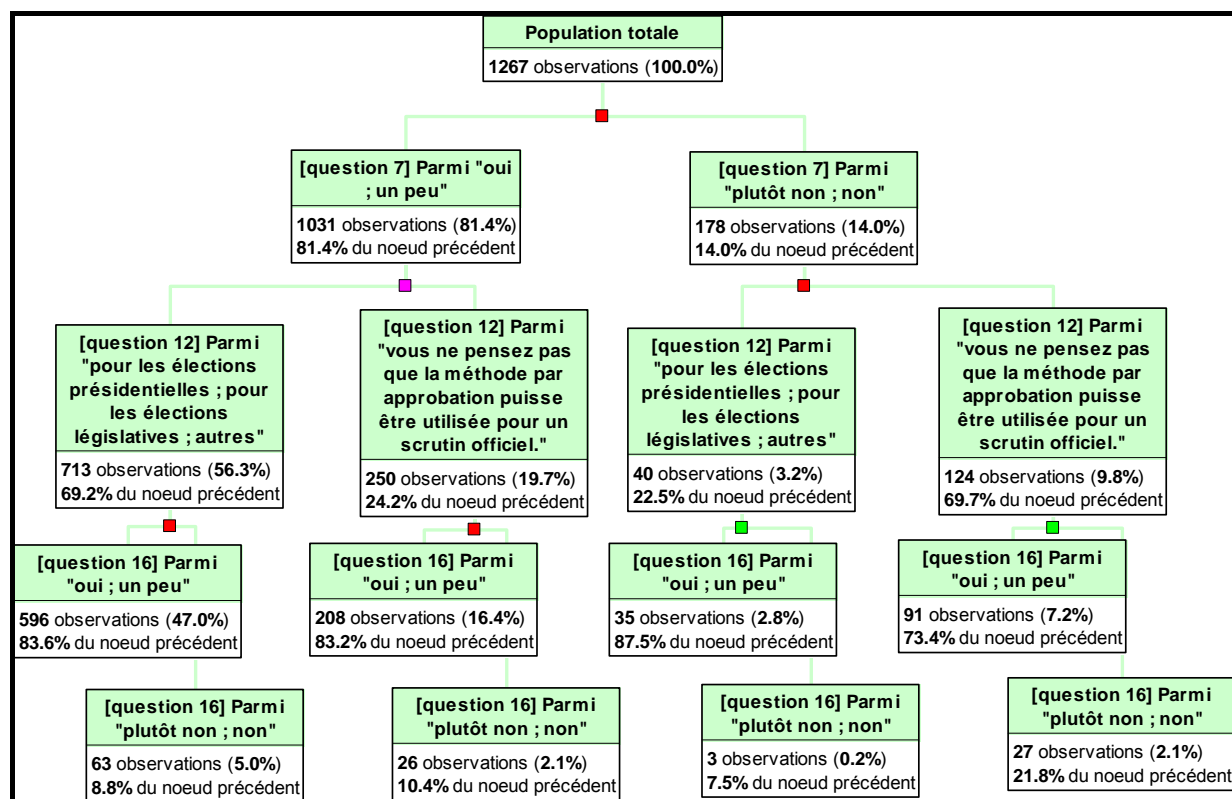 Population totale
1267 observations (100.0%)
[question 7] Parmi "oui
; un peu"
1031 observations (81.4%)
81.4% du noeud précédent
[question 7] Parmi
"plutôt non ; non"
178 observations (14.0%)
14.0% du noeud précédent
[question 12] Parmi
"pour les élections
présidentielles ; pour
les élections
législatives ; autres"
713 observations (56.3%)
69.2% du noeud précédent
[question 12] Parmi
"vous ne pensez pas
que la méthode par
approbation puisse
être utilisée pour un
scrutin officiel."
250 observations (19.7%)
24.2% du noeud précédent
[question 12] Parmi
"pour les élections
présidentielles ; pour
les élections
législatives ; autres"
40 observations (3.2%)
22.5% du noeud précédent
[question 12] Parmi
"vous ne pensez pas
que la méthode par
approbation puisse
être utilisée pour un
scrutin officiel."
124 observations (9.8%)
69.7% du noeud précédent
[question 16] Parmi
"oui ; un peu"
596 observations (47.0%)
83.6% du noeud précédent
[question 16] Parmi
"oui ; un peu"
208 observations (16.4%)
83.2% du noeud précédent
[question 16] Parmi
"oui ; un peu"
35 observations (2.8%)
87.5% du noeud précédent
[question 16] Parmi
"oui ; un peu"
91 observations (7.2%)
73.4% du noeud précédent
[question 16] Parmi
"plutôt non ; non"
63 observations (5.0%)
8.8% du noeud précédent
[question 16] Parmi
"plutôt non ; non"
26 observations (2.1%)
10.4% du noeud précédent
[question 16] Parmi
"plutôt non ; non"
3 observations (0.2%)
7.5% du noeud précédent
[question 16] Parmi
"plutôt non ; non"
27 observations (2.1%)
21.8% du noeud précédent